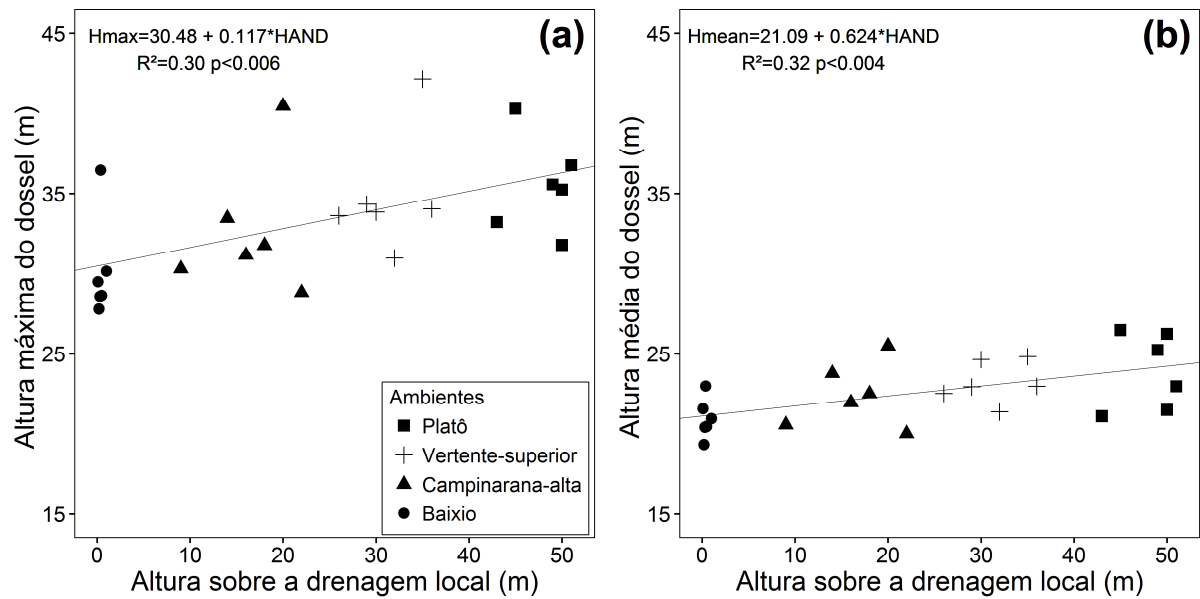 (a)
Hmax=30.48 + 0.117*HAND
R²=0.30 p<0.006
Altura máxima do dossel (m)
45
35
25
15
Ambientes
Platô
Vertente-superior
Campinarana-alta
Baixio
0 10 20 30 40 50
Altura sobre a drenagem local (m)
(b)
Hmean=21.09 + 0.624*HAND
R²=0.32 p<0.004
Altura média do dossel (m)
45
35
25
15
0 10 20 30 40 50
Altura sobre a drenagem local (m)